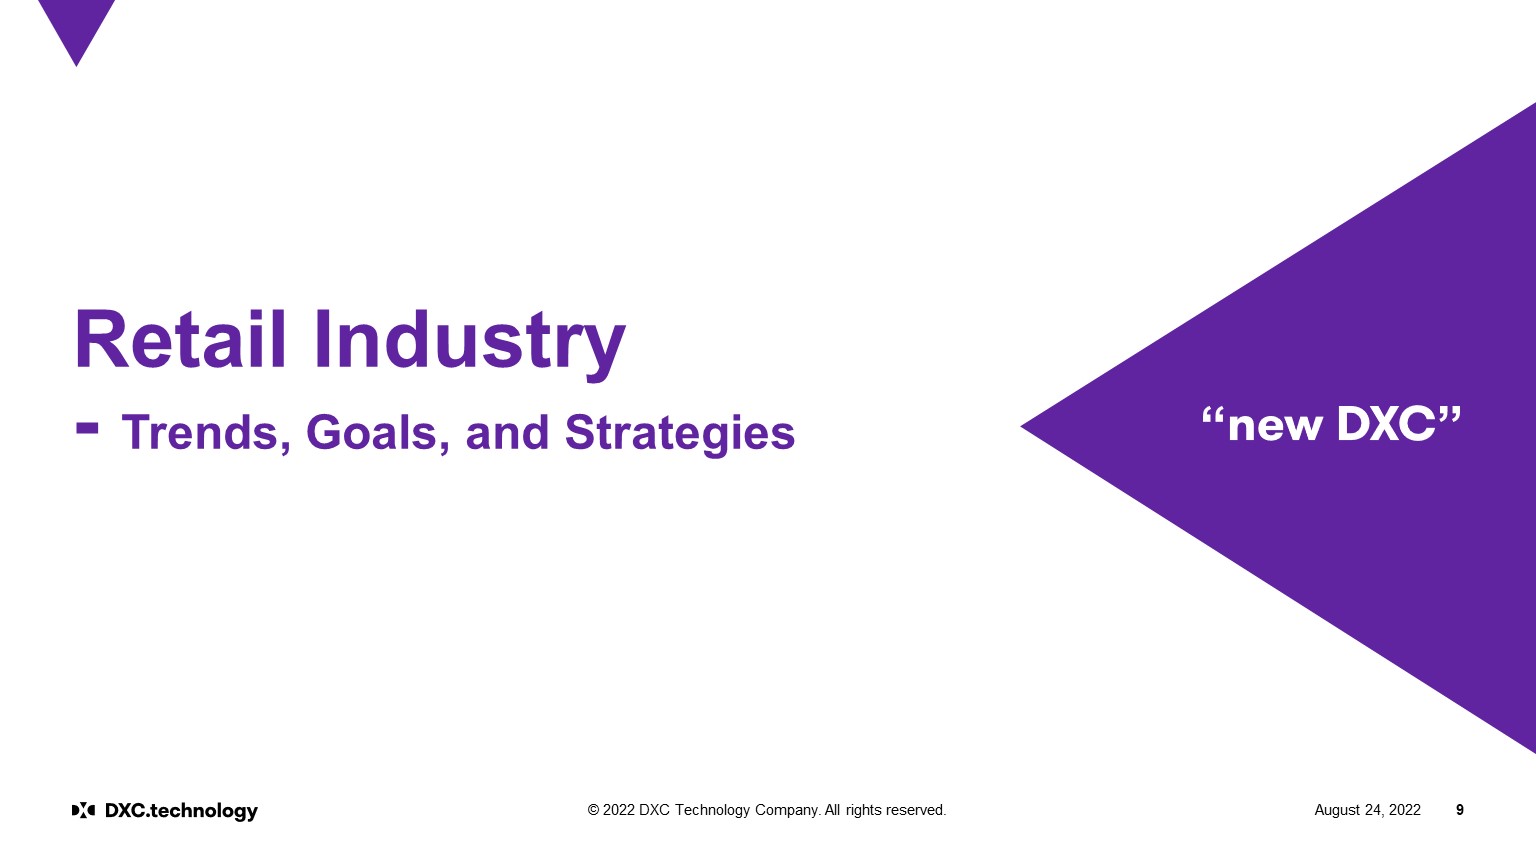 Retail Industry
- Trends, Goals, and Strategies
“new DXC”
DXC.technology
© 2022 DXC Technology Company. All rights reserved.
August 24, 2022
9